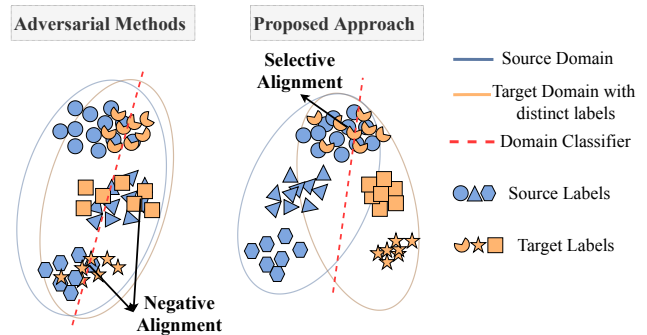 Adversarial Methods
Proposed Approach
Selective
Alignment
Negative
Alignment
Source Domain
Target Domain with
distinct labels
Domain Classifier
Source Labels
Target Labels